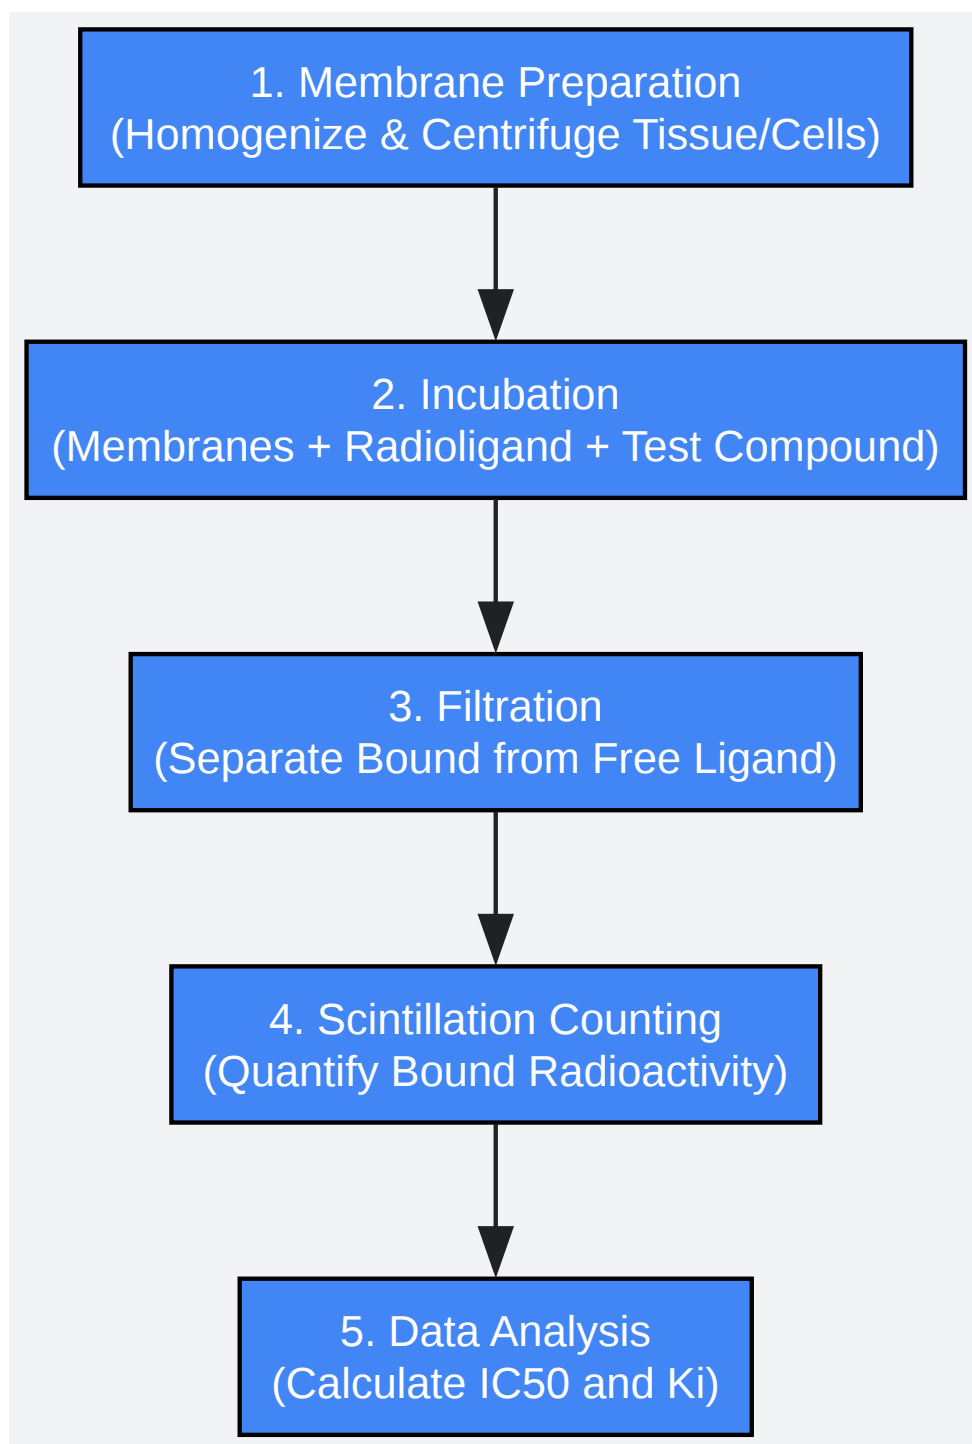 1. Membrane Preparation
(Homogenize & Centrifuge Tissue/Cells)
2. Incubation
(Membranes + Radioligand + Test Compound)
3. Filtration
(Separate Bound from Free Ligand)
4. Scintillation Counting
(Quantify Bound Radioactivity)
5. Data Analysis
(Calculate IC50 and Ki)